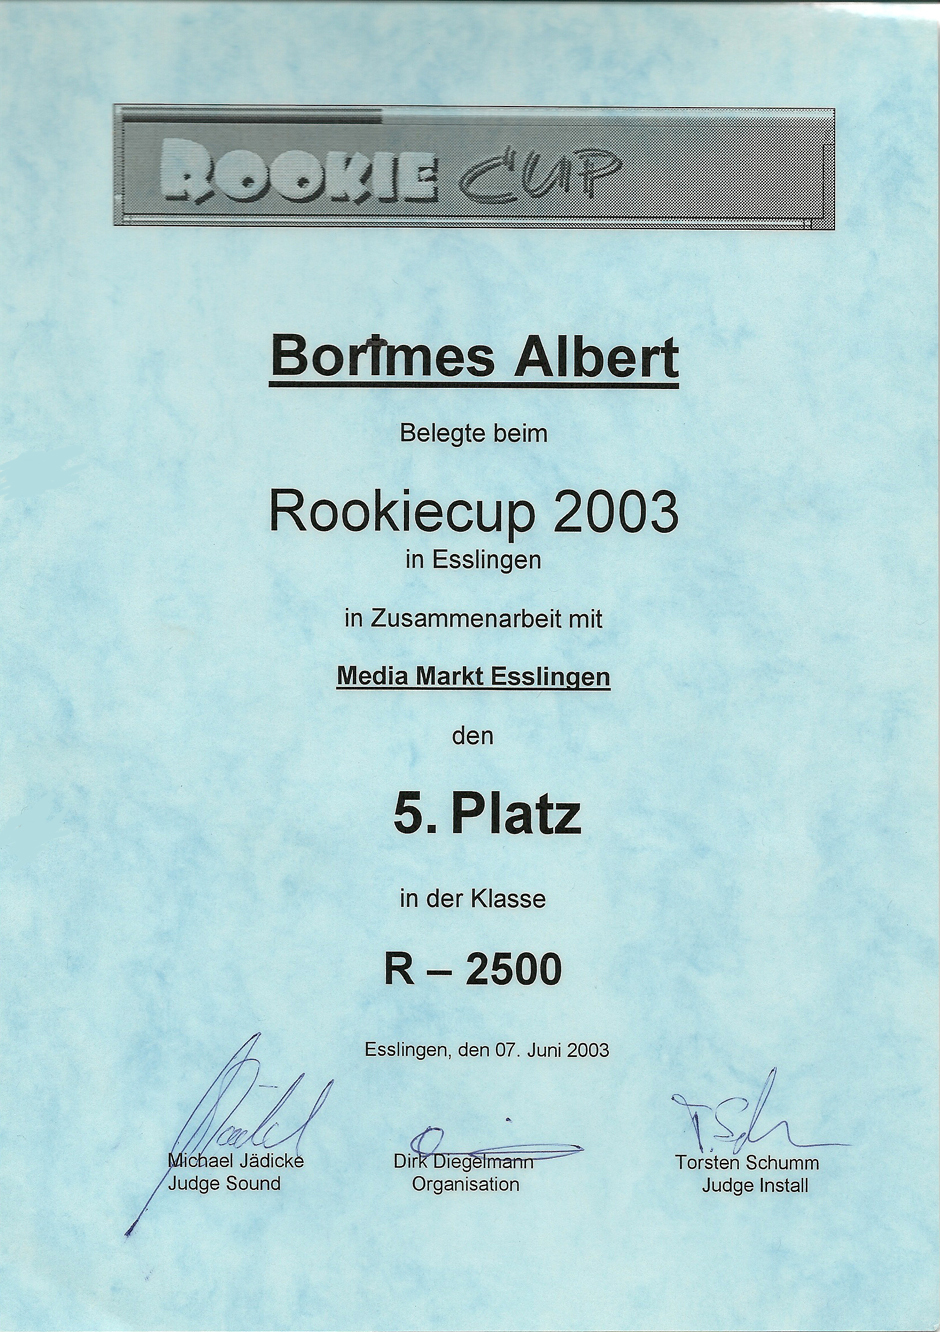 ROOKIE CUP
Borimes Albert
Belegte beim
Rookiecup 2003
in Esslingen
in Zusammenarbeit mit
Media Markt Esslingen
den
5. Platz
in der Klasse
R – 2500
Esslingen, den 07. Juni 2003
Michael Jädicke Dirk Diegelmann Torsten Schumm
Judge Sound Organisation Judge Install